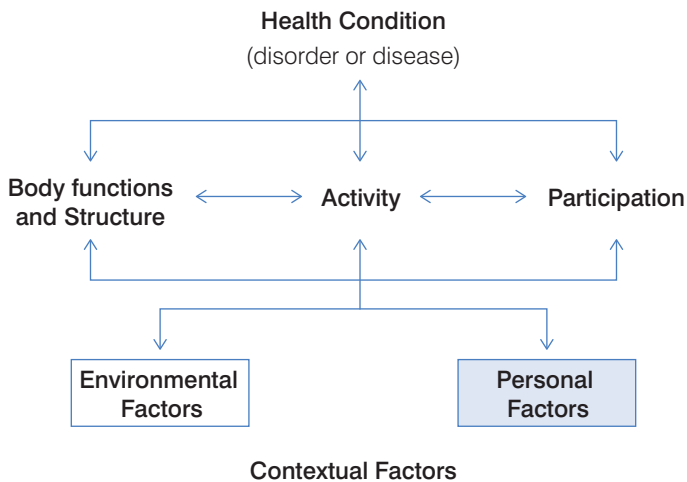 Health Condition
(disorder or disease)
Body functions
and Structure
Activity
Participation
Environmental
Factors
Personal
Factors
Contextual Factors